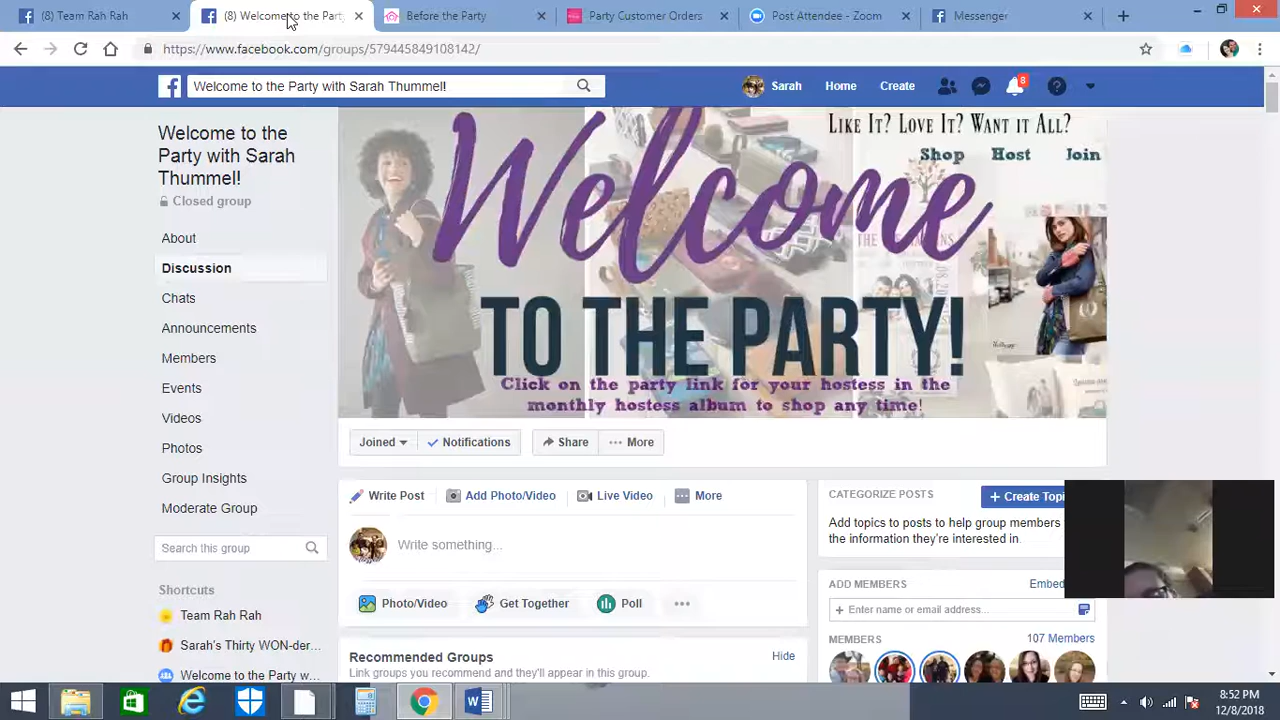 (8) Team Rah Rah
(8) Welcome to the Party
Before the Party
Party Customer Orders
Post Attendee - Zoom
Messenger
https://www.facebook.com/groups/579445849108142/
Welcome to the Party with Sarah Thummel!
Sarah
Home
Create
8
Welcome to the
Party with Sarah
Thummel!
Closed group
About
Discussion
Chats
Announcements
Members
Events
Videos
Photos
Group Insights
Moderate Group
Search this group
Shortcuts
Team Rah Rah
Sarah's Thirty WON-der...
Welcome to the Party w...
Like It? Love It? Want it All?
Shop Host Join
Welcome
TO THE PARTY!
Click on the party link for your hostess in the
monthly hostess album to shop any time!
Joined
Notifications
Share
More
Write Post
Add Photo/Video
Live Video
More
Write something...
Photo/Video
Get Together
Poll
Recommended Groups
Hide
Link groups you recommend and they'll appear in this group.
CATEGORIZE POSTS
+ Create Topi
Add topics to posts to help group members
the information they're interested in
ADD MEMBERS
Embed
+ Enter name or email address...
MEMBERS
107 Members
8:52 PM
12/8/2018